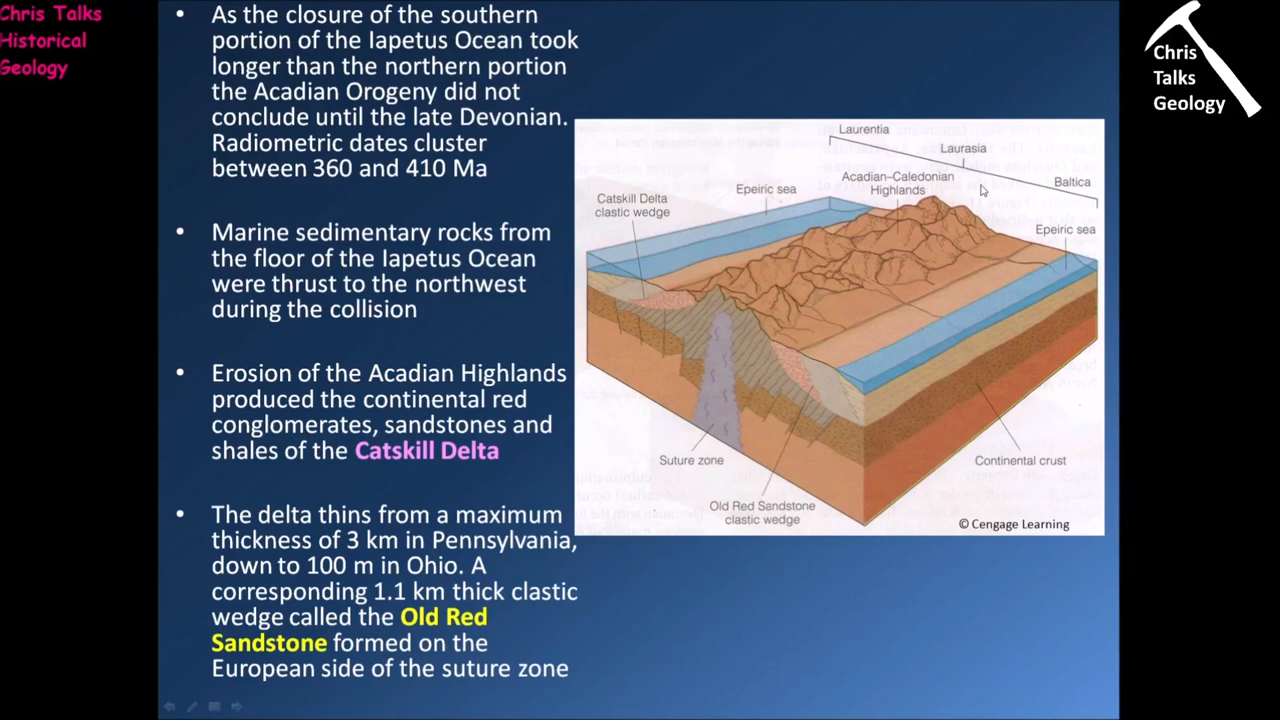 Chris Talks
Historical
Geology
• As the closure of the southern
portion of the Iapetus Ocean took
longer than the northern portion
the Acadian Orogeny did not
conclude until the late Devonian.
Radiometric dates cluster
between 360 and 410 Ma
• Marine sedimentary rocks from
the floor of the Iapetus Ocean
were thrust to the northwest
during the collision
• Erosion of the Acadian Highlands
produced the continental red
conglomerates, sandstones and
shales of the Catskill Delta
• The delta thins from a maximum
thickness of 3 km in Pennsylvania,
down to 100 m in Ohio. A
corresponding 1.1 km thick clastic
wedge called the Old Red
Sandstone formed on the
European side of the suture zone
Laurentia
Laurasia
Baltica
Acadian–Caledonian
Highlands
Epeiric sea
Catskill Delta
clastic wedge
Epeiric sea
Suture zone
Continental crust
Old Red Sandstone
clastic wedge
© Cengage Learning
Chris
Talks
Geology